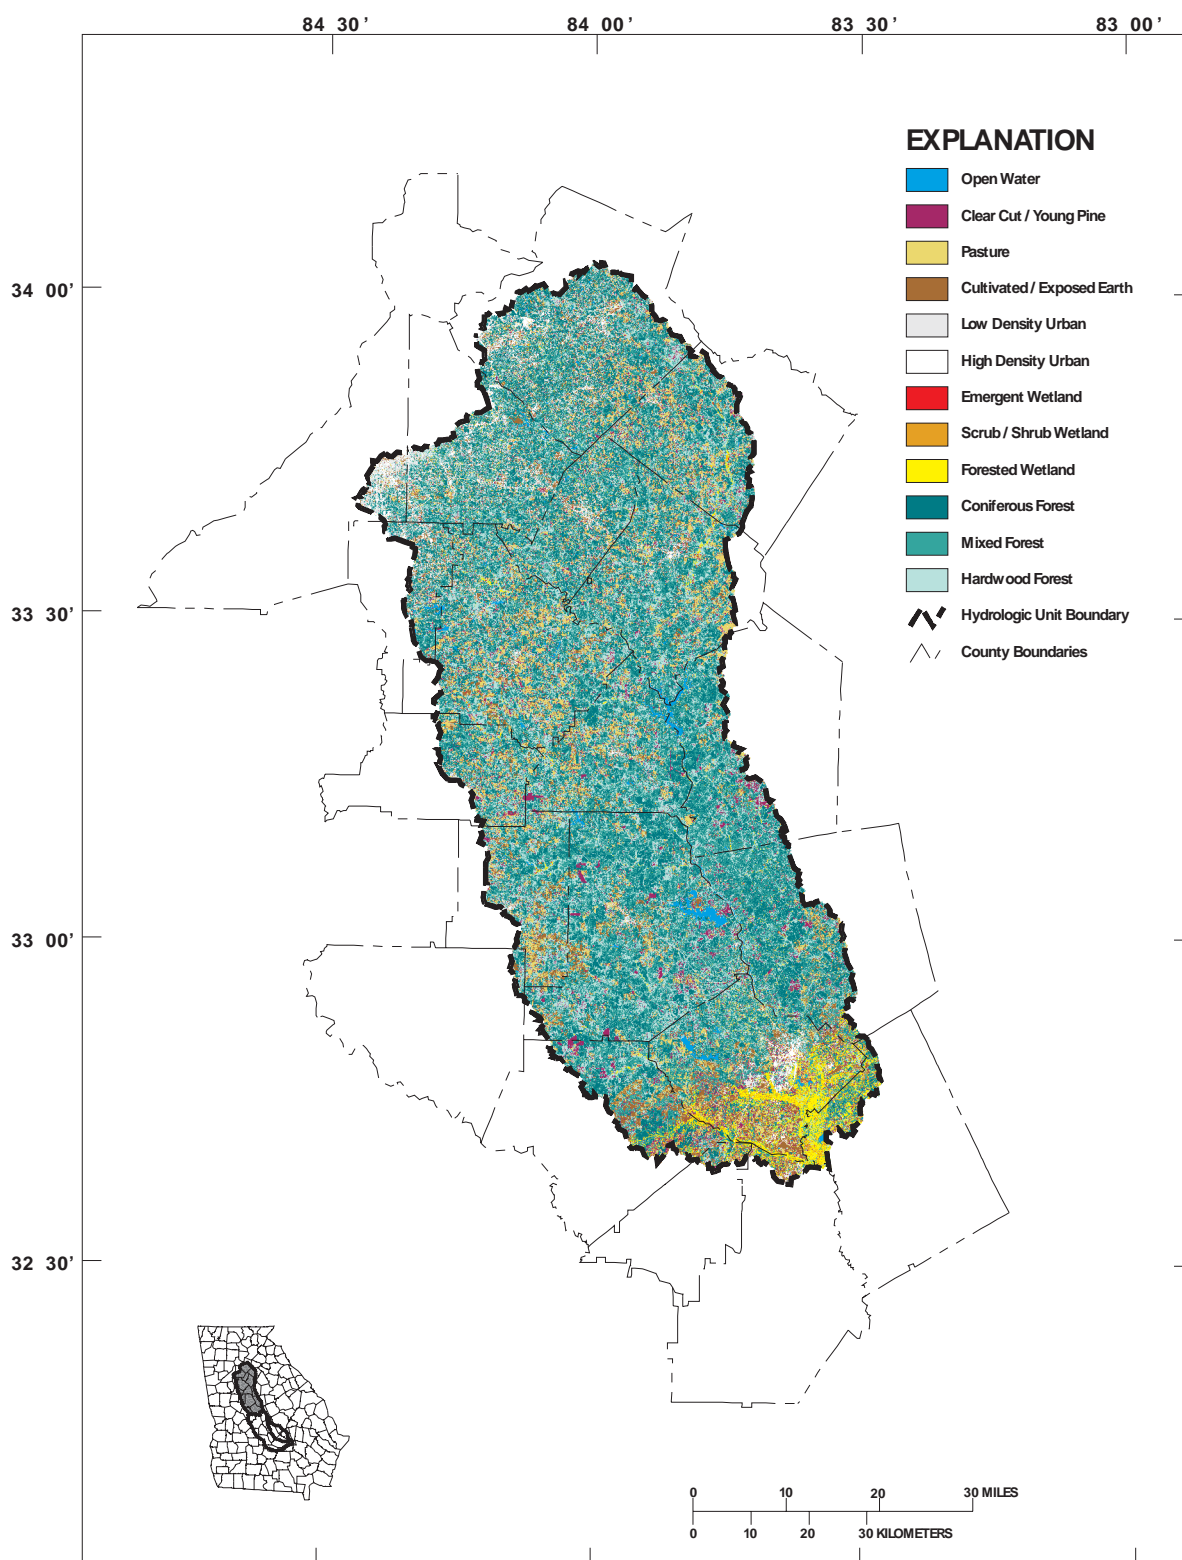 84 30 ’ 84 00 ’ 83 30 ’ 83 00 ’
EXPLANATION
Open Water
Clear Cut / Young Pine
Pasture
Cultivated / Exposed Earth
Low Density Urban
High Density Urban
Emergent Wetland
Scrub / Shrub Wetland
Forested Wetland
Coniferous Forest
Mixed Forest
Hardwood Forest
Hydrologic Unit Boundary
County Boundaries
34 00’
33 30’
33 00’
32 30’
0 10 20 30 MILES
0 10 20 30 KILOMETERS